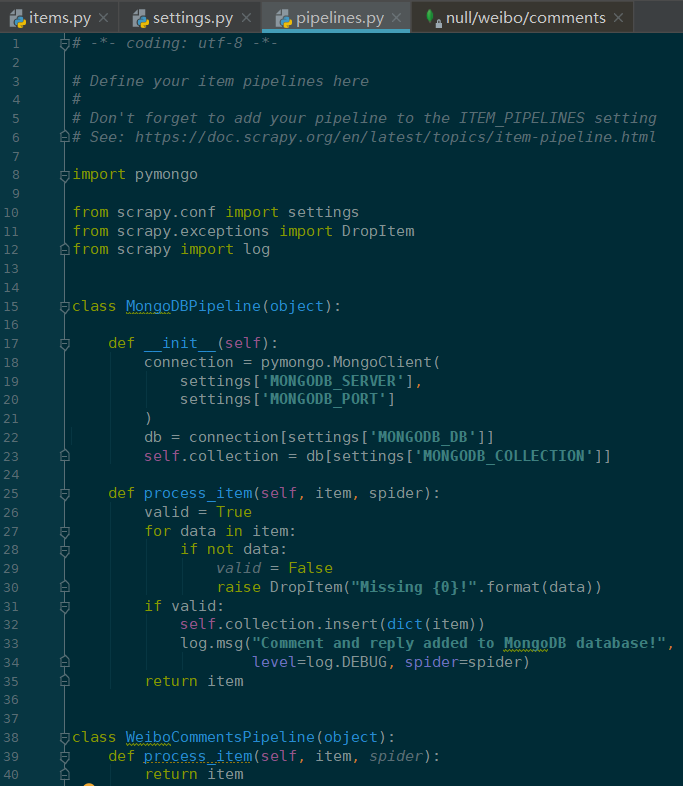 items.py settings.py pipelines.py null/weibo/comments
1 # -*- coding: utf-8 -*-
2
3 # Define your item pipelines here
4 #
5 # Don't forget to add your pipeline to the ITEM_PIPELINES setting
6 # See: https://doc.scrapy.org/en/latest/topics/item-pipeline.html
7
8 import pymongo
9
10 from scrapy.conf import settings
11 from scrapy.exceptions import DropItem
12 from scrapy import log
13
14
15 class MongoDBPipeline(object):
16
17     def __init__(self):
18         connection = pymongo.MongoClient(
19             settings['MONGODB_SERVER'],
20             settings['MONGODB_PORT']
21         )
22         db = connection[settings['MONGODB_DB']]
23         self.collection = db[settings['MONGODB_COLLECTION']]
24
25     def process_item(self, item, spider):
26         valid = True
27         for data in item:
28             if not data:
29                 valid = False
30                 raise DropItem("Missing {0}!".format(data))
31         if valid:
32             self.collection.insert(dict(item))
33             log.msg("Comment and reply added to MongoDB database!",
34                     level=log.DEBUG, spider=spider)
35         return item
36
37
38 class WeiboCommentsPipeline(object):
39     def process_item(self, item, spider):
40         return item